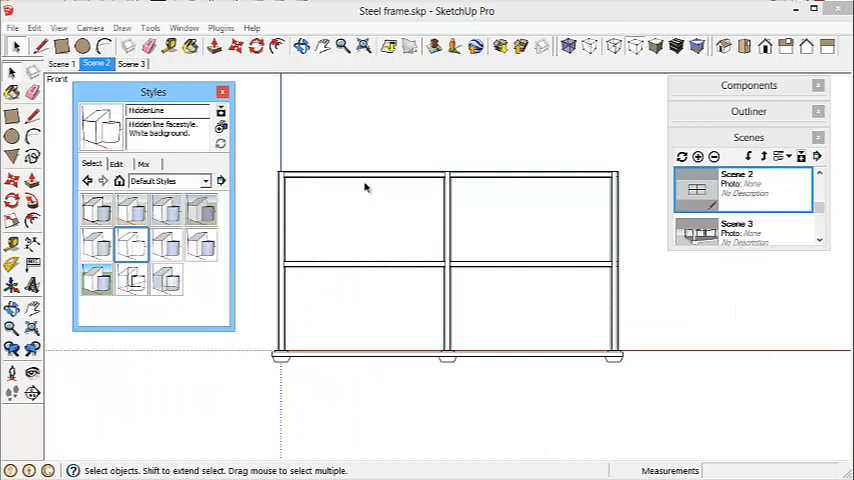 Steel frame.skp - SketchUp Pro
File Edit View Camera Draw Tools Window Plugins Help
Scene 1 Scene 2 Scene 3
Front
Styles
HiddenLine
Hidden line facestyle.
White background.
Select Edit Mix
Default Styles
Components
Outliner
Scenes
Scene 2
Photo: None
No Description
Scene 3
Photo: None
No Description
Select objects. Shift to extend select. Drag mouse to select multiple.
Measurements